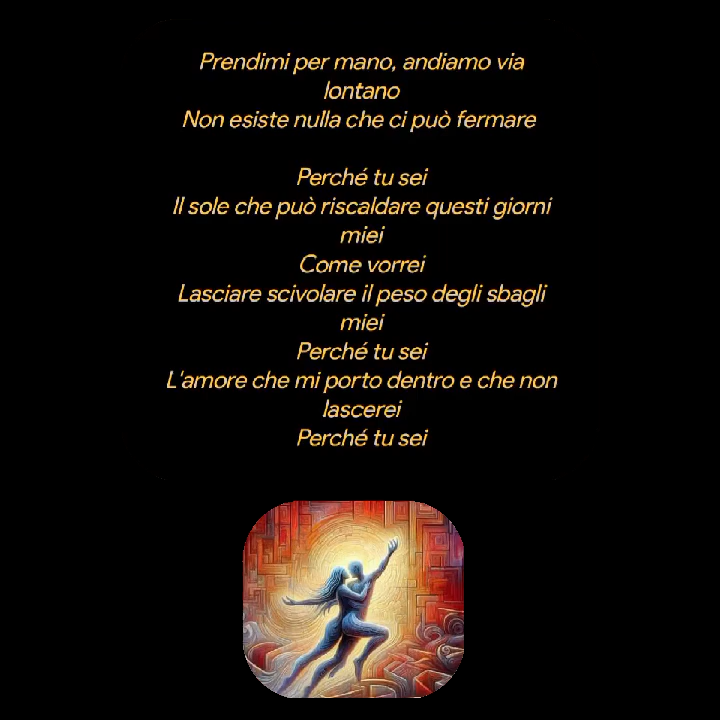 Prendimi per mano, andiamo via
lontano
Non esiste nulla che ci può fermare
Perché tu sei
Il sole che può riscaldare questi giorni
miei
Come vorrei
Lasciare scivolare il peso degli sbagli
miei
Perché tu sei
L'amore che mi porto dentro e che non
lascerei
Perché tu sei